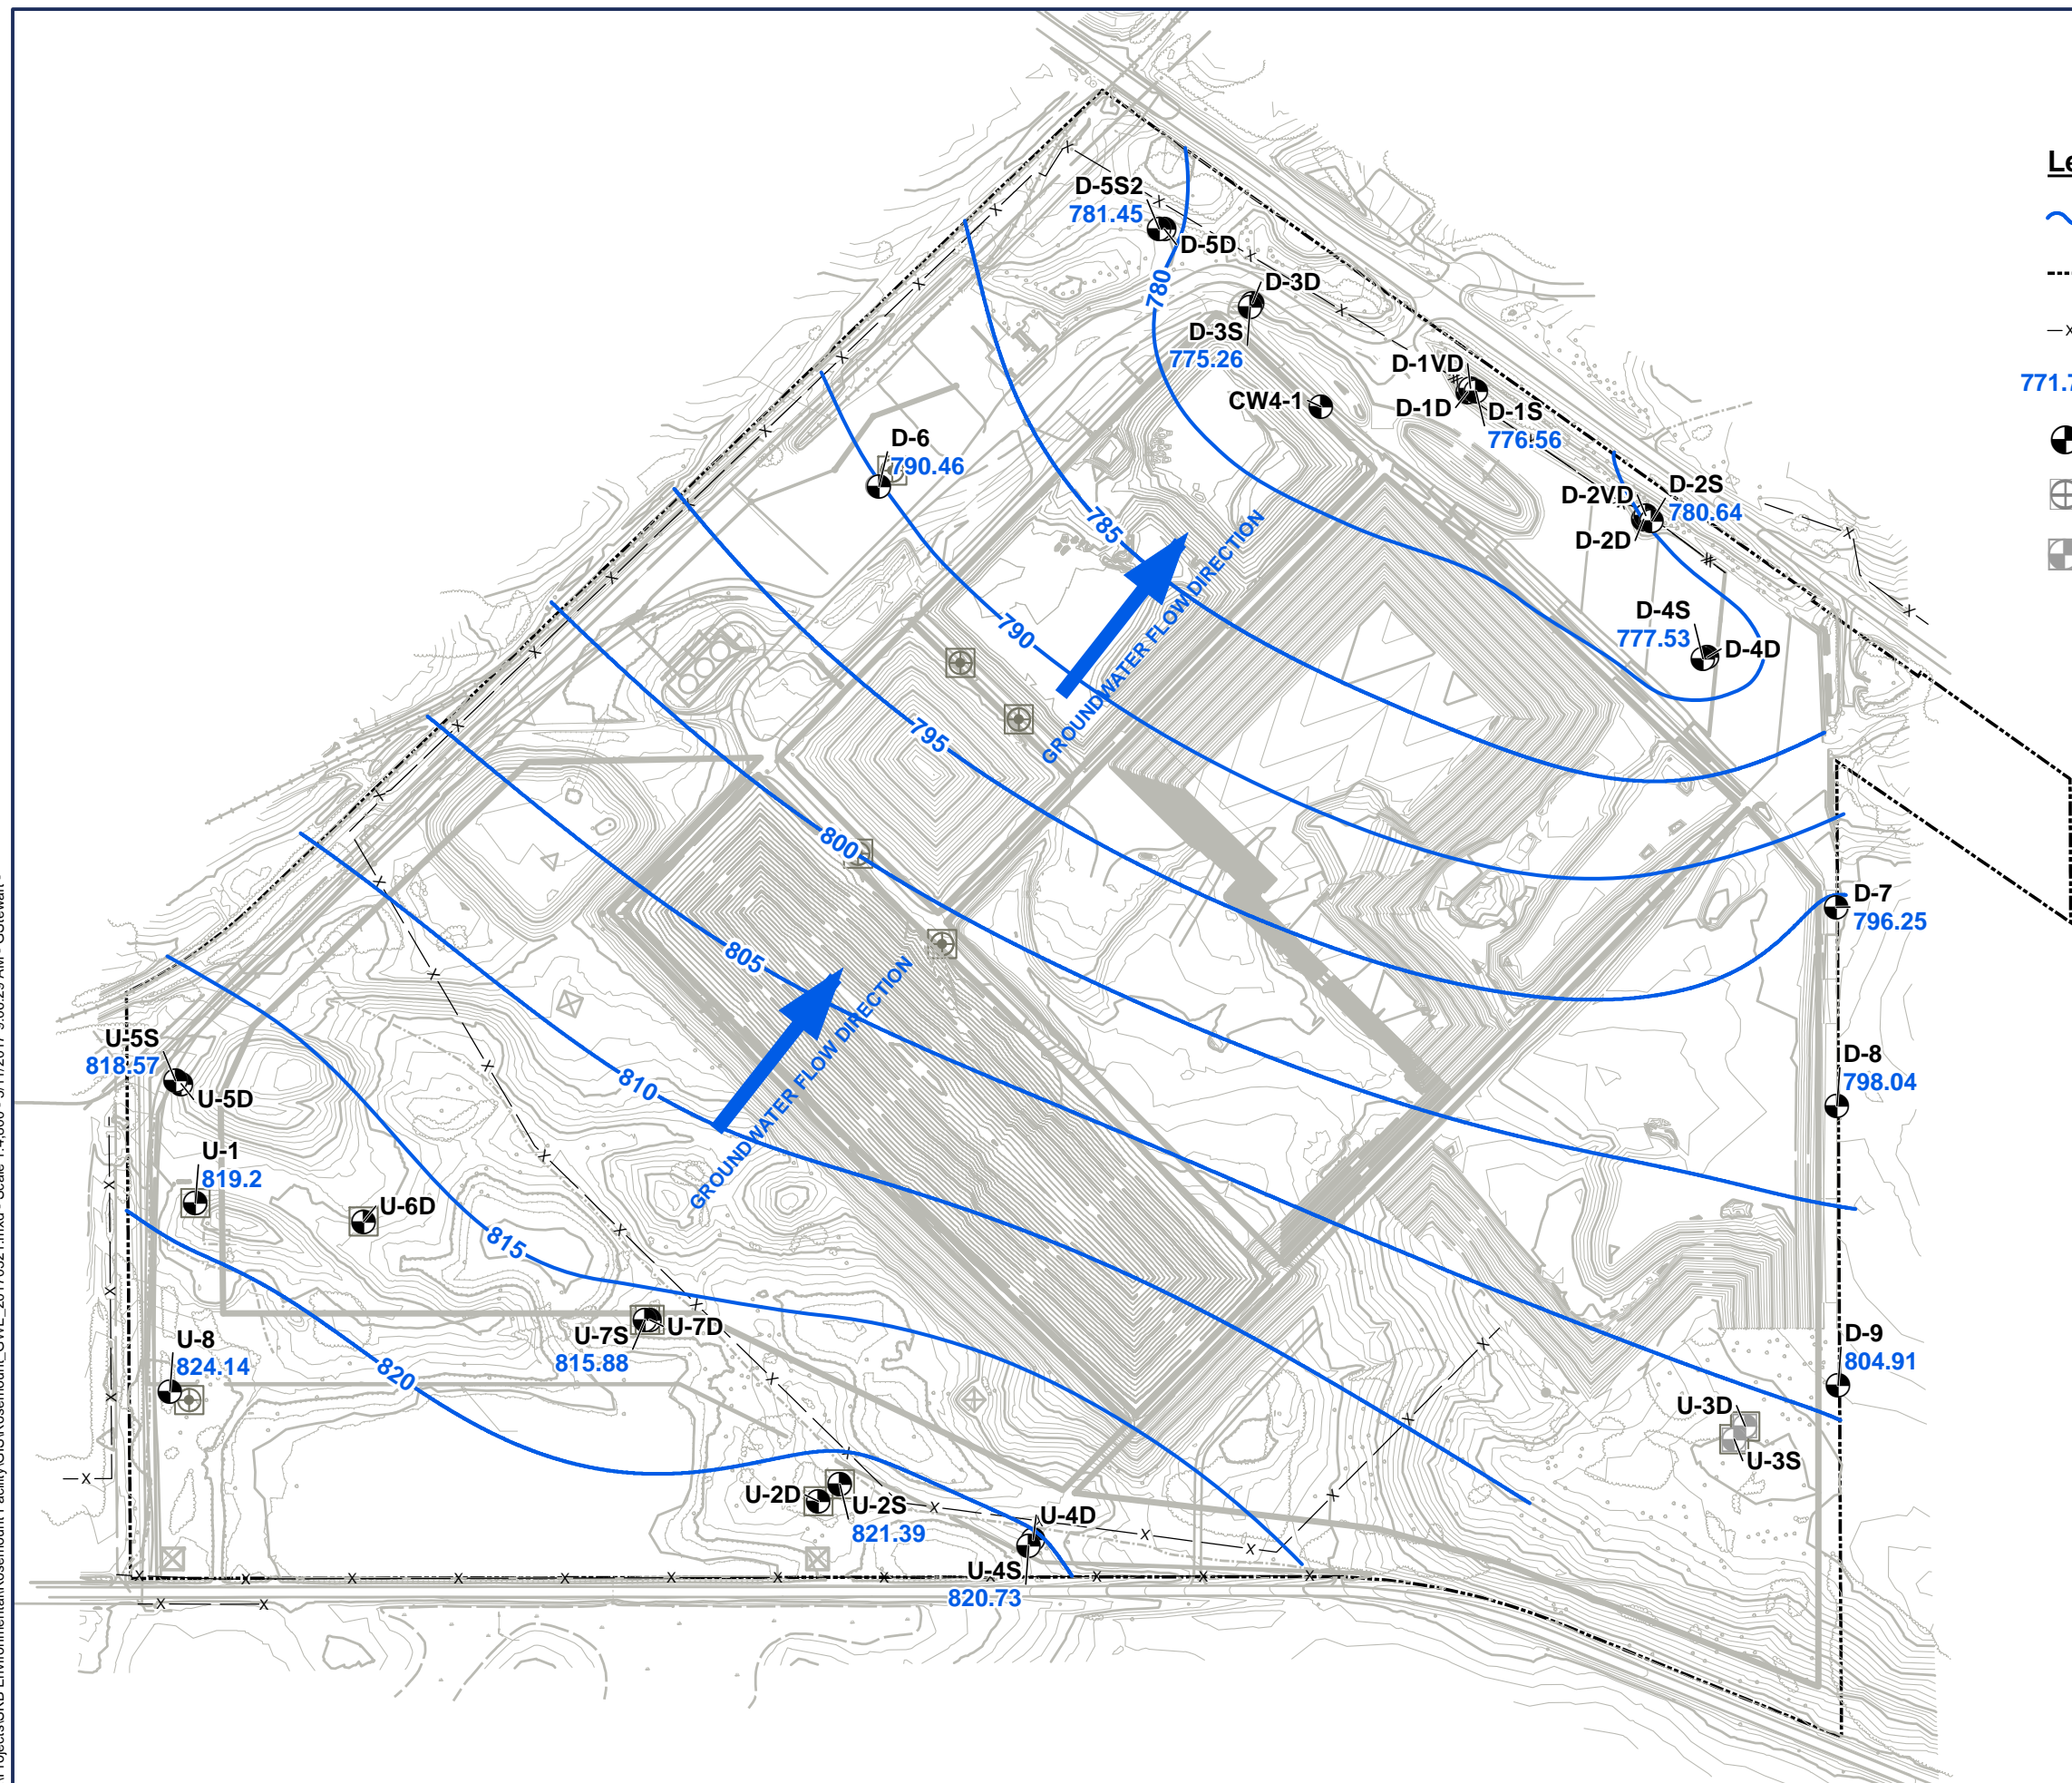 Le
771.7
D-5S2
781.45
D-5D
780
D-3D
D-3S
775.26
D-1VD
CW4-1
D-1D
D-1S
776.56
D-6
790.46
D-2VD
D-2S
780.64
D-2D
785
GROUNDWATER FLOW DIRECTION
D-4S
777.53
D-4D
790
795
800
D-7
796.25
805
GROUNDWATER FLOW DIRECTION
U-5S
818.57
U-5D
810
D-8
798.04
U-1
819.2
U-6D
815
U-7S
U-7D
815.88
U-8
824.14
820
D-9
804.91
U-3D
U-3S
U-2D
U-2S
821.39
U-4D
U-4S
820.73